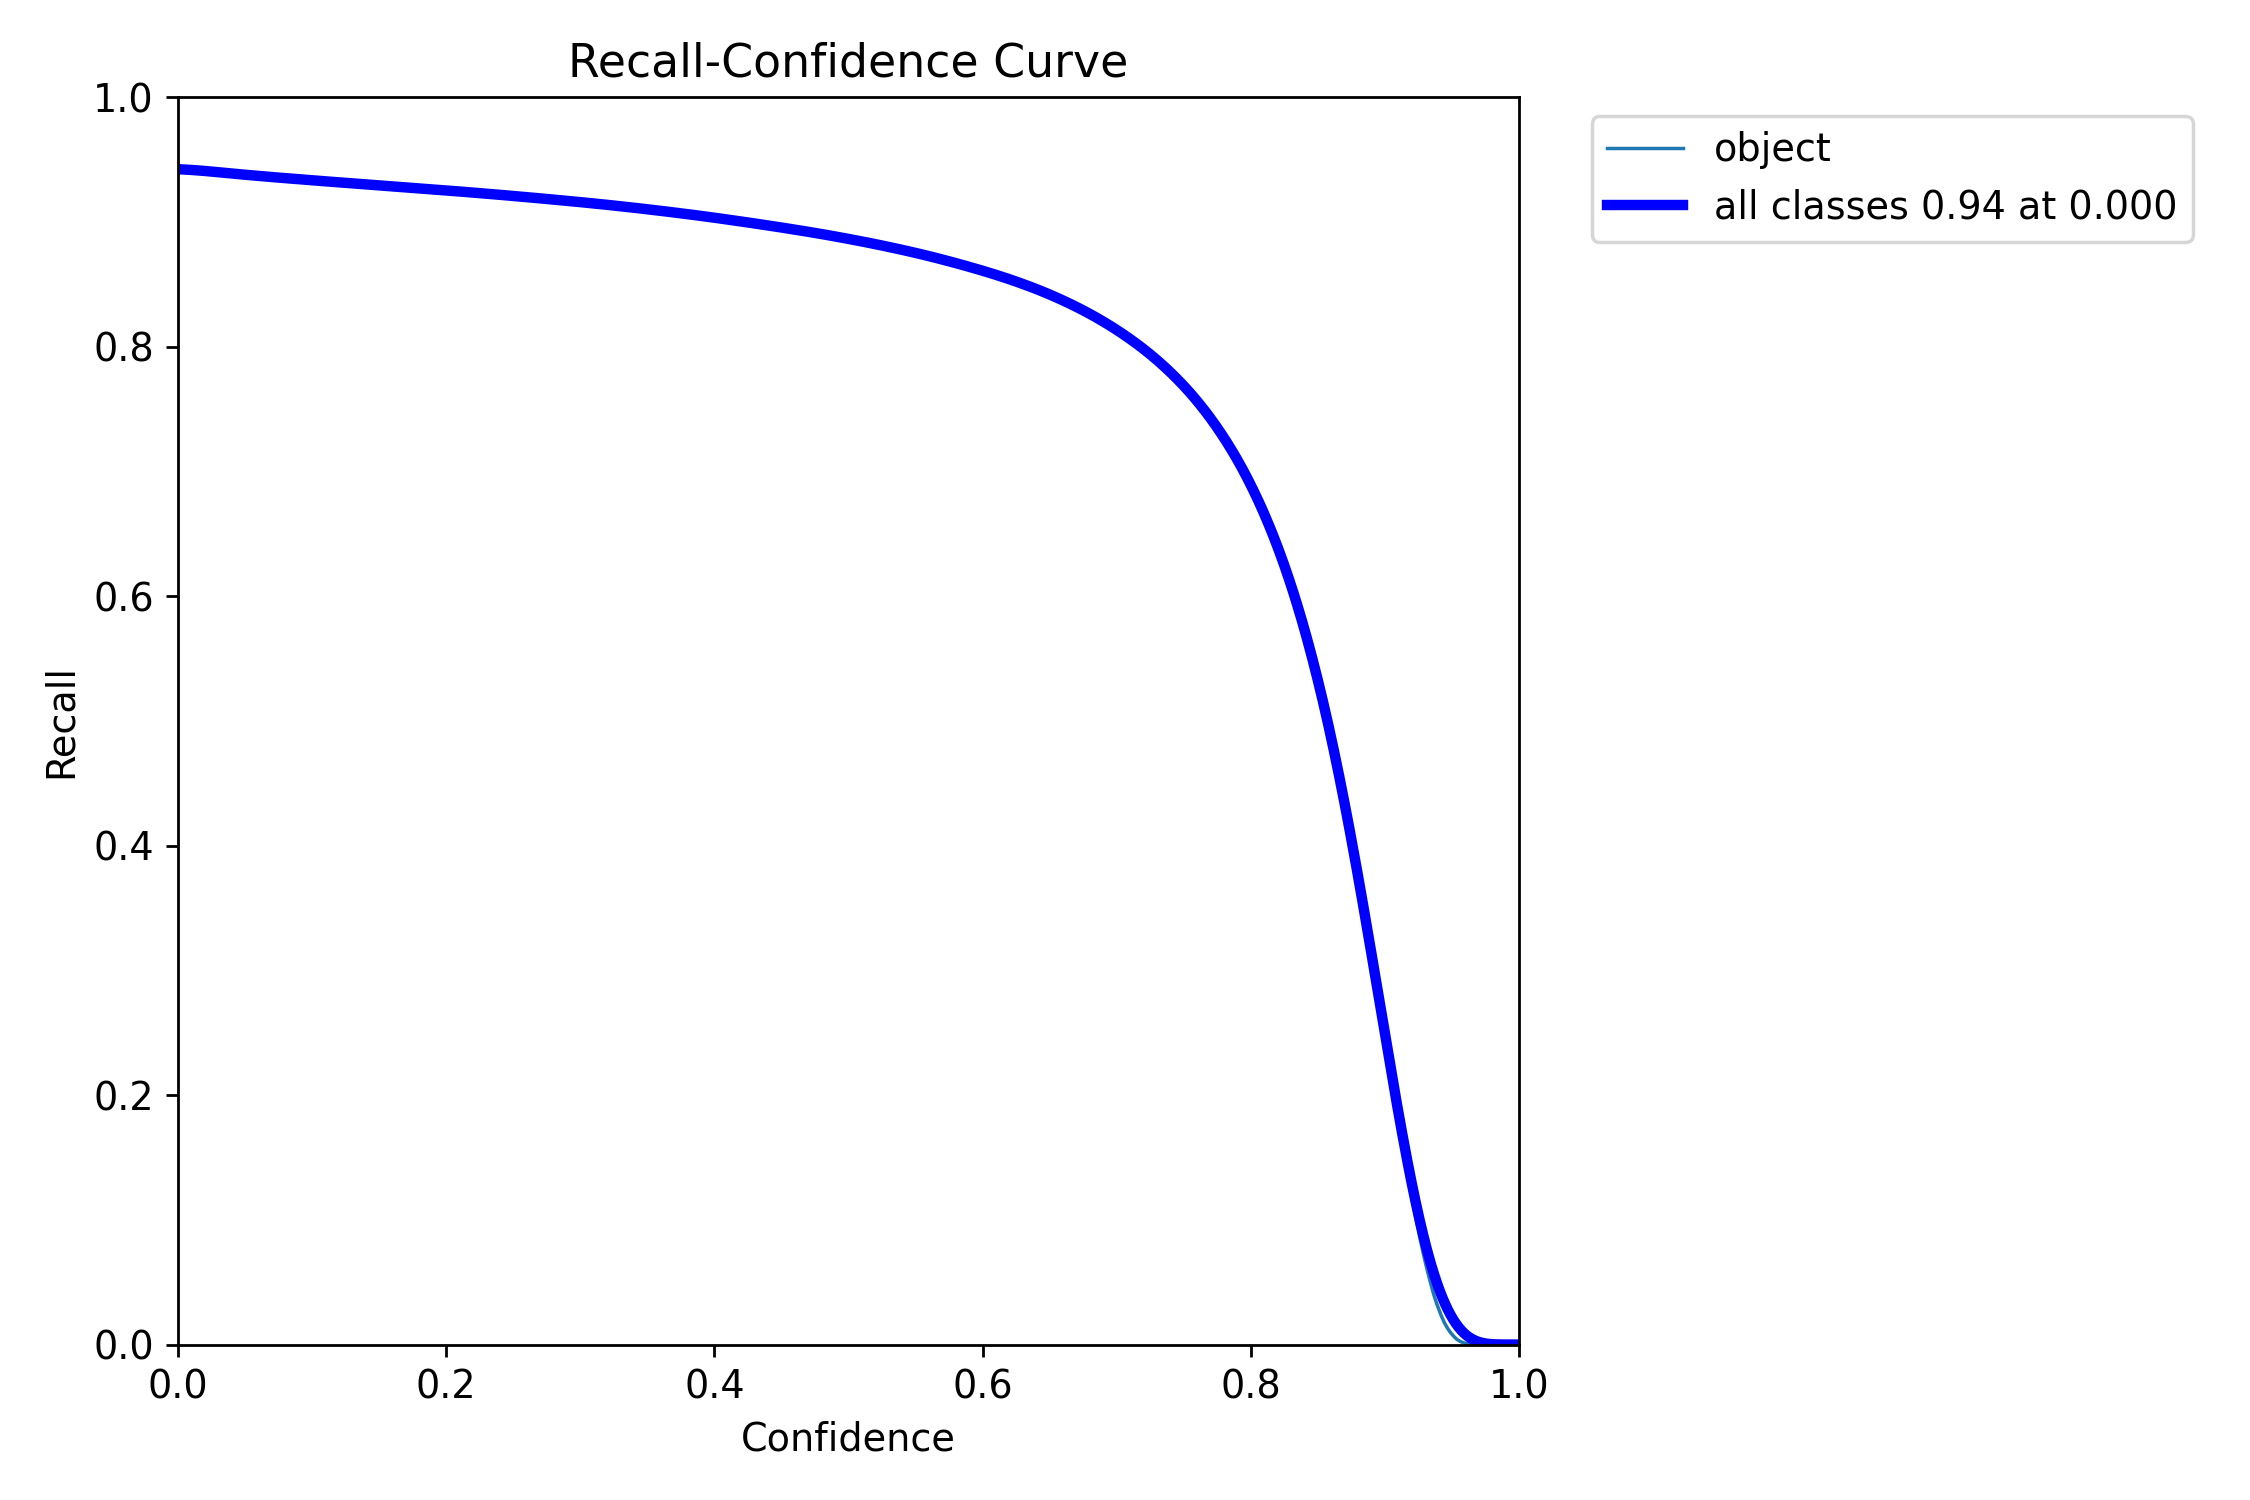 Recall-Confidence Curve
1.0
0.8
0.6
0.4
0.2
0.0
Recall
0.0 0.2 0.4 0.6 0.8 1.0
Confidence
object
all classes 0.94 at 0.000